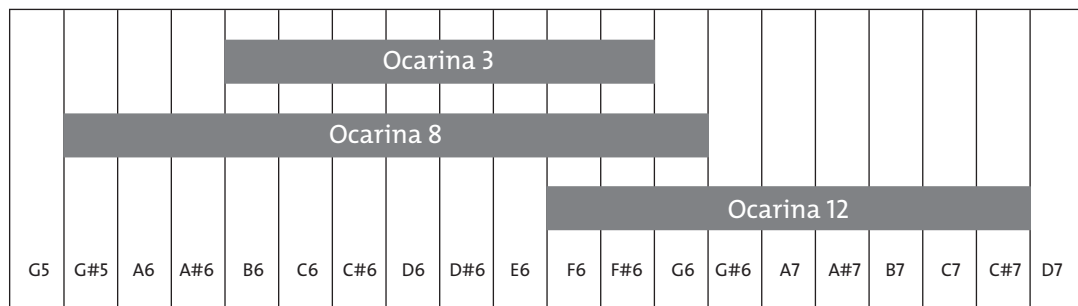 Ocarina 3
Ocarina 8
Ocarina 12
G5 G#5 A6 A#6 B6 C6 C#6 D6 D#6 E6 F6 F#6 G6 G#6 A7 A#7 B7 C7 C#7 D7